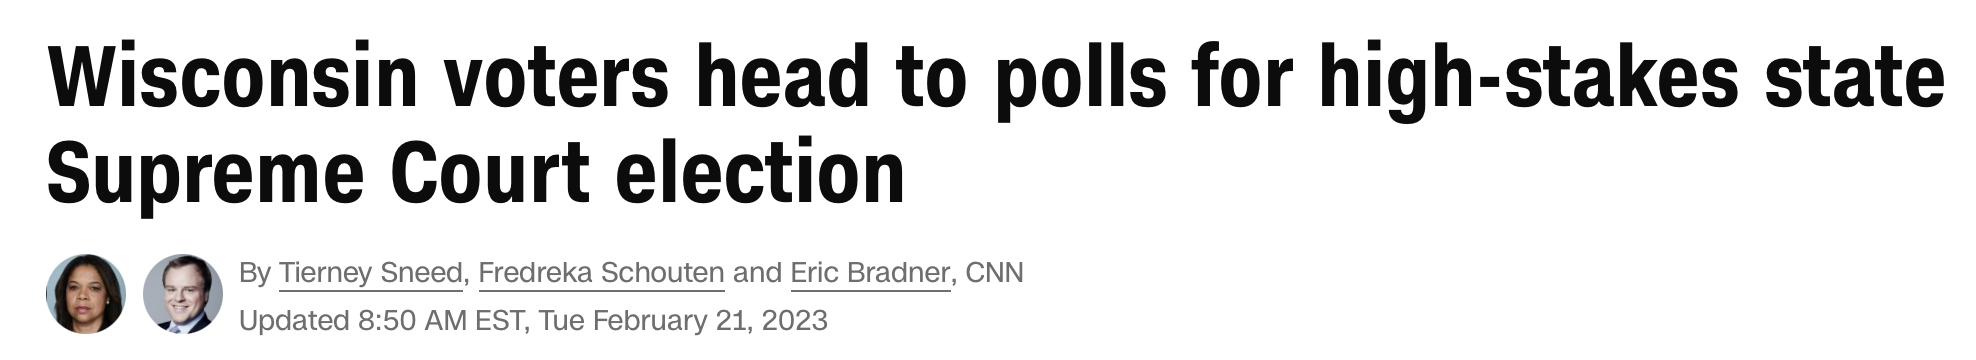 Wisconsin voters head to polls for high-stakes state
Supreme Court election
By Tierney Sneed, Fredreka Schouten and Eric Bradner, CNN
Updated 8:50 AM EST, Tue February 21, 2023